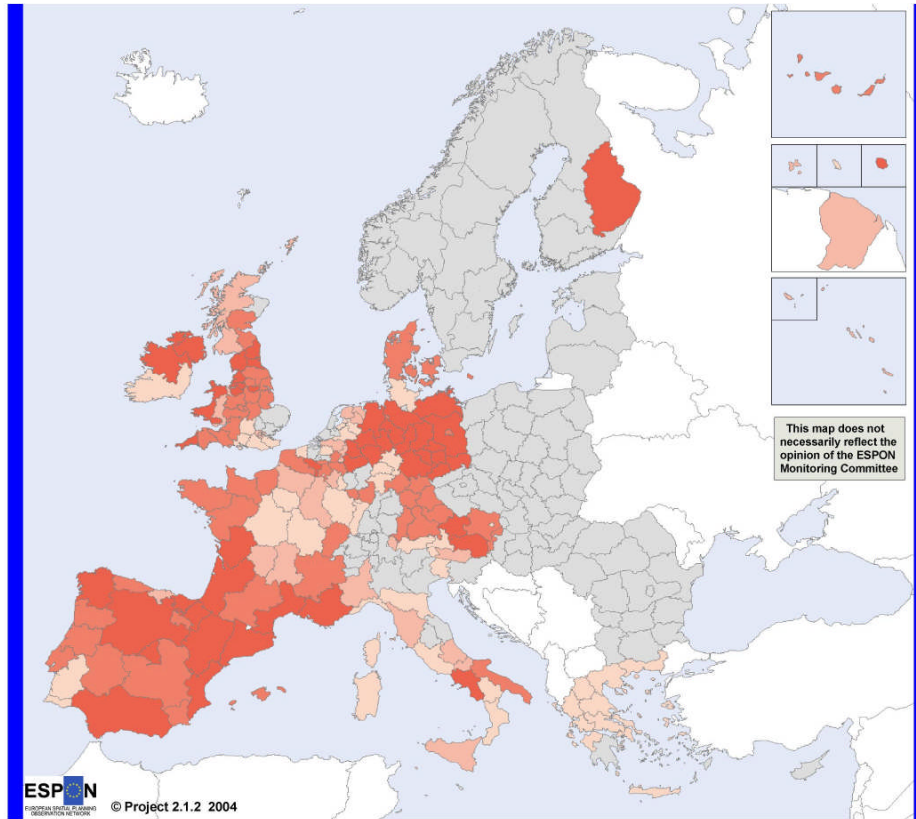 This map does not
necessarily reflect the
opinion of the ESPON
Monitoring Committee
ESPON
EUROPEAN SPATIAL PLANNING
OBSERVATION NETWORK
© Project 2.1.2 2004